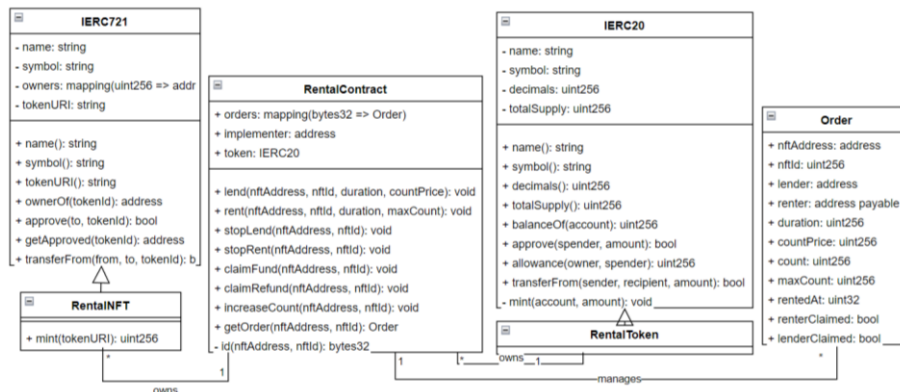 IERC721
- name: string
- symbol: string
- owners: mapping(uint256 => addr
- tokenURI: string
+ name(): string
+ symbol(): string
+ tokenURI(): string
+ ownerOf(tokenId): address
+ approve(to, tokenId): bool
+ getApproved(tokenId): address
+ transferFrom(from, to, tokenId): b
RentalNFT
+ mint(tokenURI): uint256
*
owns
1
RentalContract
+ orders: mapping(bytes32 => Order)
+ implementer: address
+ token: IERC20
+ lend(nftAddress, nftId, duration, countPrice): void
+ rent(nftAddress, nftId, duration, maxCount): void
+ stopLend(nftAddress, nftId): void
+ stopRent(nftAddress, nftId): void
+ claimFund(nftAddress, nftId): void
+ claimRefund(nftAddress, nftId): void
+ increaseCount(nftAddress, nftId): void
+ getOrder(nftAddress, nftId): Order
- id(nftAddress, nftId): bytes32
IERC20
- name: string
- symbol: string
- decimals: uint256
- totalSupply: uint256
+ name(): string
+ symbol(): string
+ decimals(): uint256
+ totalSupply(): uint256
+ balanceOf(account): uint256
+ approve(spender, amount): bool
+ allowance(owner, spender): uint256
+ transferFrom(sender, recipient, amount): bool
- mint(account, amount): void
RentalToken
* owns 1
1
manages
*
Order
+ nftAddress: address
+ nftId: uint256
+ lender: address
+ renter: address payable
+ duration: uint256
+ countPrice: uint256
+ count: uint256
+ maxCount: uint256
+ rentedAt: uint32
+ renterClaimed: bool
+ lenderClaimed: bool